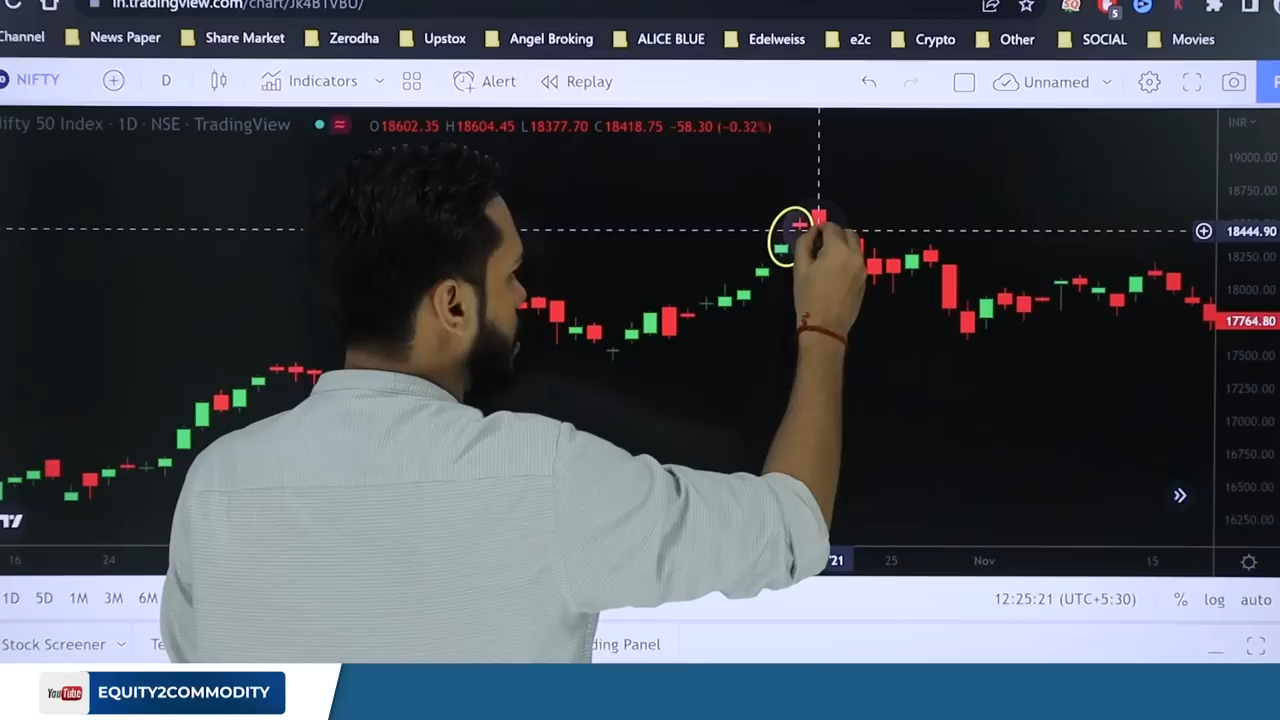 in.tradingview.com/chart/Jk4B1VBU/
Channel News Paper Share Market Zerodha Upstox Angel Broking ALICE BLUE Edelweiss e2c Crypto Other SOCIAL Movies
NIFTY D Indicators Alert Replay Unnamed
ifty 50 Index · 1D · NSE · TradingView O18602.35 H18604.45 L18377.70 C18418.75 −58.30 (−0.32%)
INR
19000.00
18750.00
18444.90
18250.00
18000.00
17764.80
17500.00
17250.00
17000.00
16750.00
16500.00
16250.00
16 24 '21 25 Nov 15
1D 5D 1M 3M 6M 12:25:21 (UTC+5:30) % log auto
Stock Screener Te ding Panel
YouTube EQUITY2COMMODITY